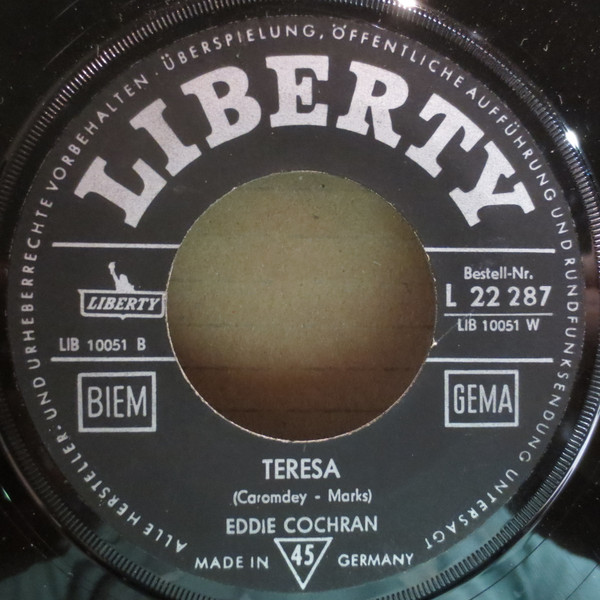 ALLE HERSTELLER- UND URHEBERRECHTE VORBEHALTEN · ÜBERSPIELUNG, ÖFFENTLICHE AUFFÜHRUNG UND RUNDFUNKSENDUNG UNTERSAGT
LIBERTY
LIBERTY
LIB 10051 B
Bestell-Nr.
L 22 287
LIB 10051 W
BIEM
GEMA
TERESA
(Caromdey - Marks)
EDDIE COCHRAN
MADE IN 45 GERMANY